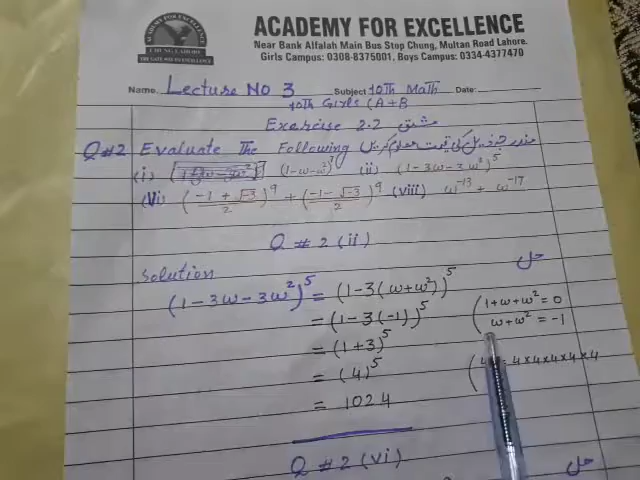 ACADEMY FOR EXCELLENCE
Near Bank Alfalah Main Bus Stop Chung, Multan Road Lahore.
Girls Campus: 0308-8375001, Boys Campus: 0334-4377470
CHUNG LAHORE
Name. Lecture No 3 Subject 10th Math Date:
10th Girls (A+B
Exercise 2.2 مشق
Q#2 Evaluate The Following
(i) (1-ω-ω²)⁷ (ii) (1-3ω-3ω²)⁵
(vi) (-1+√-3/2)⁹ + (-1-√-3/2)⁹ (viii) ω⁻¹³ + ω⁻¹⁷
Q # 2 (ii)
Solution حل
(1-3ω-3ω²)⁵ = (1-3(ω+ω²))⁵
= (1-3(-1))⁵ (1+ω+ω²=0
ω+ω² = -1
= (1+3)⁵
= (4)⁵ 4×4×4×4×4
= 1024
Q # 2 (vi)
حل